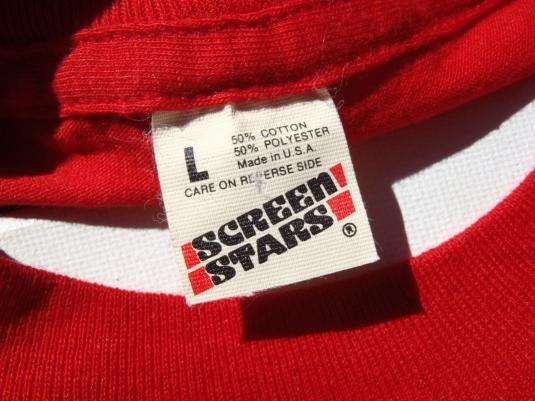 L
50% COTTON
50% POLYESTER
Made in U.S.A.
CARE ON REVERSE SIDE
SCREEN
STARS
®